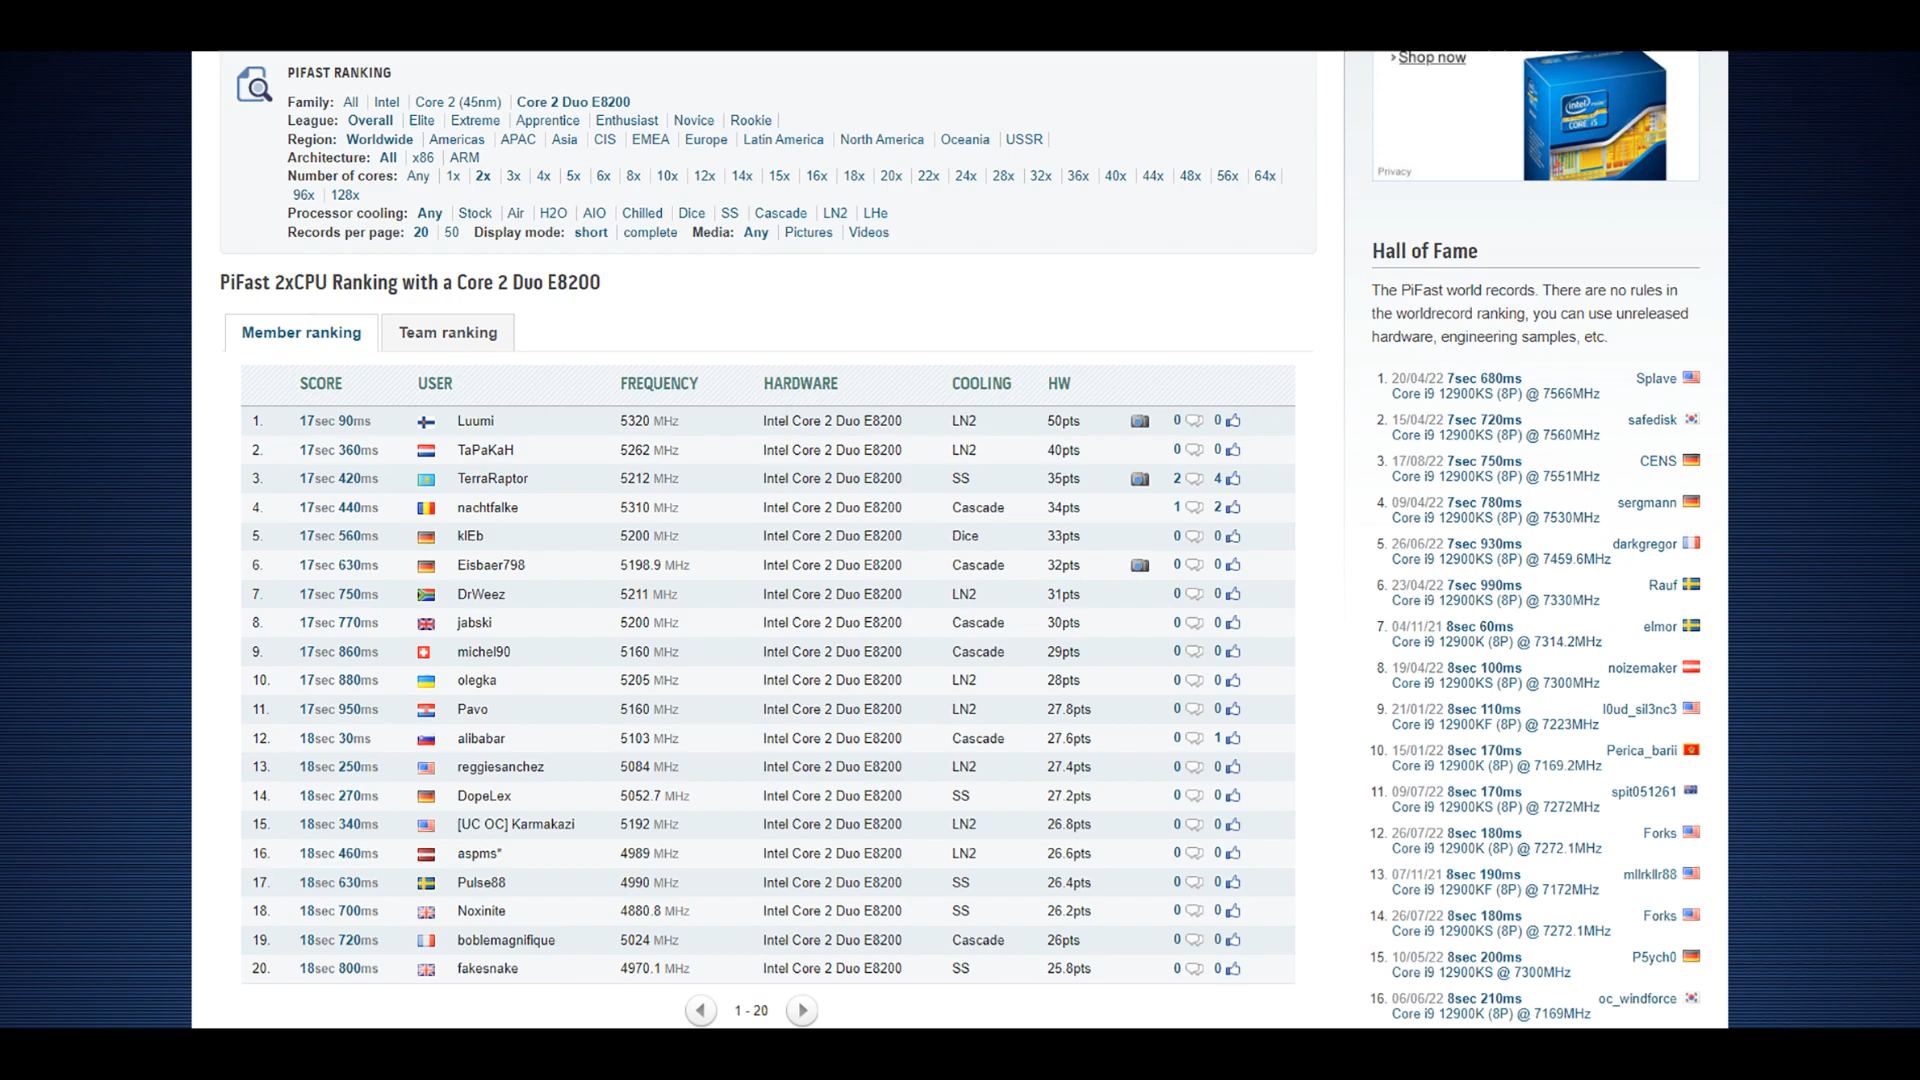 PIFAST RANKING
Family: All | Intel | Core 2 (45nm) | Core 2 Duo E8200
League: Overall | Elite | Extreme | Apprentice | Enthusiast | Novice | Rookie |
Region: Worldwide | Americas | APAC | Asia | CIS | EMEA | Europe | Latin America | North America | Oceania | USSR |
Architecture: All | x86 | ARM
Number of cores: Any | 1x | 2x | 3x | 4x | 5x | 6x | 8x | 10x | 12x | 14x | 15x | 16x | 18x | 20x | 22x | 24x | 28x | 32x | 36x | 40x | 44x | 48x | 56x | 64x |
96x | 128x
Processor cooling: Any | Stock | Air | H2O | AIO | Chilled | Dice | SS | Cascade | LN2 | LHe
Records per page: 20 | 50 Display mode: short | complete Media: Any | Pictures | Videos
PiFast 2xCPU Ranking with a Core 2 Duo E8200
Member ranking Team ranking
SCORE USER FREQUENCY HARDWARE COOLING HW
1. 17sec 90ms Luumi 5320 MHz Intel Core 2 Duo E8200 LN2 50pts 0 0
2. 17sec 360ms TaPaKaH 5262 MHz Intel Core 2 Duo E8200 LN2 40pts 0 0
3. 17sec 420ms TerraRaptor 5212 MHz Intel Core 2 Duo E8200 SS 35pts 2 4
4. 17sec 440ms nachtfalke 5310 MHz Intel Core 2 Duo E8200 Cascade 34pts 1 2
5. 17sec 560ms klEb 5200 MHz Intel Core 2 Duo E8200 Dice 33pts 0 0
6. 17sec 630ms Eisbaer798 5198.9 MHz Intel Core 2 Duo E8200 Cascade 32pts 0 0
7. 17sec 750ms DrWeez 5211 MHz Intel Core 2 Duo E8200 LN2 31pts 0 0
8. 17sec 770ms jabski 5200 MHz Intel Core 2 Duo E8200 Cascade 30pts 0 0
9. 17sec 860ms michel90 5160 MHz Intel Core 2 Duo E8200 Cascade 29pts 0 0
10. 17sec 880ms olegka 5205 MHz Intel Core 2 Duo E8200 LN2 28pts 0 0
11. 17sec 950ms Pavo 5160 MHz Intel Core 2 Duo E8200 LN2 27.8pts 0 0
12. 18sec 30ms alibabar 5103 MHz Intel Core 2 Duo E8200 Cascade 27.6pts 0 1
13. 18sec 250ms reggiesanchez 5084 MHz Intel Core 2 Duo E8200 LN2 27.4pts 0 0
14. 18sec 270ms DopeLex 5052.7 MHz Intel Core 2 Duo E8200 SS 27.2pts 0 0
15. 18sec 340ms [UC OC] Karmakazi 5192 MHz Intel Core 2 Duo E8200 LN2 26.8pts 0 0
16. 18sec 460ms aspms* 4989 MHz Intel Core 2 Duo E8200 LN2 26.6pts 0 0
17. 18sec 630ms Pulse88 4990 MHz Intel Core 2 Duo E8200 SS 26.4pts 0 0
18. 18sec 700ms Noxinite 4880.8 MHz Intel Core 2 Duo E8200 SS 26.2pts 0 0
19. 18sec 720ms boblemagnifique 5024 MHz Intel Core 2 Duo E8200 Cascade 26pts 0 0
20. 18sec 800ms fakesnake 4970.1 MHz Intel Core 2 Duo E8200 SS 25.8pts 0 0
1 - 20
› Shop now
intel
CORE i5
Privacy
Hall of Fame
The PiFast world records. There are no rules in
the worldrecord ranking, you can use unreleased
hardware, engineering samples, etc.
1. 20/04/22 7sec 680ms Splave
Core i9 12900KS (8P) @ 7566MHz
2. 15/04/22 7sec 720ms safedisk
Core i9 12900KS (8P) @ 7560MHz
3. 17/08/22 7sec 750ms CENS
Core i9 12900KS (8P) @ 7551MHz
4. 09/04/22 7sec 780ms sergmann
Core i9 12900KS (8P) @ 7530MHz
5. 26/06/22 7sec 930ms darkgregor
Core i9 12900KS (8P) @ 7459.6MHz
6. 23/04/22 7sec 990ms Rauf
Core i9 12900KS (8P) @ 7330MHz
7. 04/11/21 8sec 60ms elmor
Core i9 12900K (8P) @ 7314.2MHz
8. 19/04/22 8sec 100ms noizemaker
Core i9 12900KS (8P) @ 7300MHz
9. 21/01/22 8sec 110ms l0ud_sil3nc3
Core i9 12900KF (8P) @ 7223MHz
10. 15/01/22 8sec 170ms Perica_barii
Core i9 12900K (8P) @ 7169.2MHz
11. 09/07/22 8sec 170ms spit051261
Core i9 12900KS (8P) @ 7272MHz
12. 26/07/22 8sec 180ms Forks
Core i9 12900K (8P) @ 7272.1MHz
13. 07/11/21 8sec 190ms mllrkllr88
Core i9 12900KF (8P) @ 7172MHz
14. 26/07/22 8sec 180ms Forks
Core i9 12900KS (8P) @ 7272.1MHz
15. 10/05/22 8sec 200ms P5ych0
Core i9 12900KS @ 7300MHz
16. 06/06/22 8sec 210ms oc_windforce
Core i9 12900K (8P) @ 7169MHz